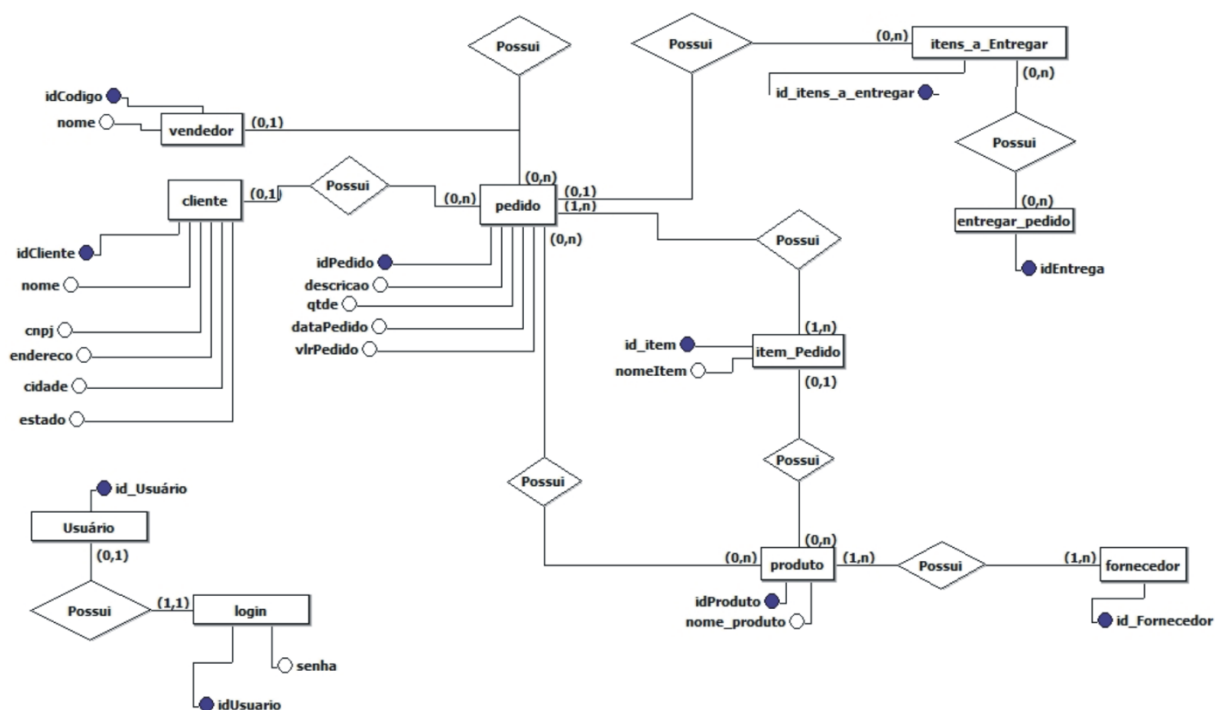 Possui
Possui
(0,n)
itens_a_Entregar
(0,n)
id_itens_a_entregar
idCodigo
nome
vendedor
(0,1)
Possui
Possui
cliente
(0,1)
(0,n)
(0,n)
pedido
(0,1)
(1,n)
(0,n)
(0,n)
entregar_pedido
idEntrega
Possui
idCliente
nome
cnpj
endereco
cidade
estado
idPedido
descricao
qtde
dataPedido
vlrPedido
(1,n)
id_item
item_Pedido
nomeItem
(0,1)
Possui
Possui
id_Usuário
Usuário
(0,1)
Possui
(1,1)
login
senha
idUsuario
(0,n)
(0,n)
produto
(1,n)
Possui
(1,n)
fornecedor
idProduto
nome_produto
id_Fornecedor